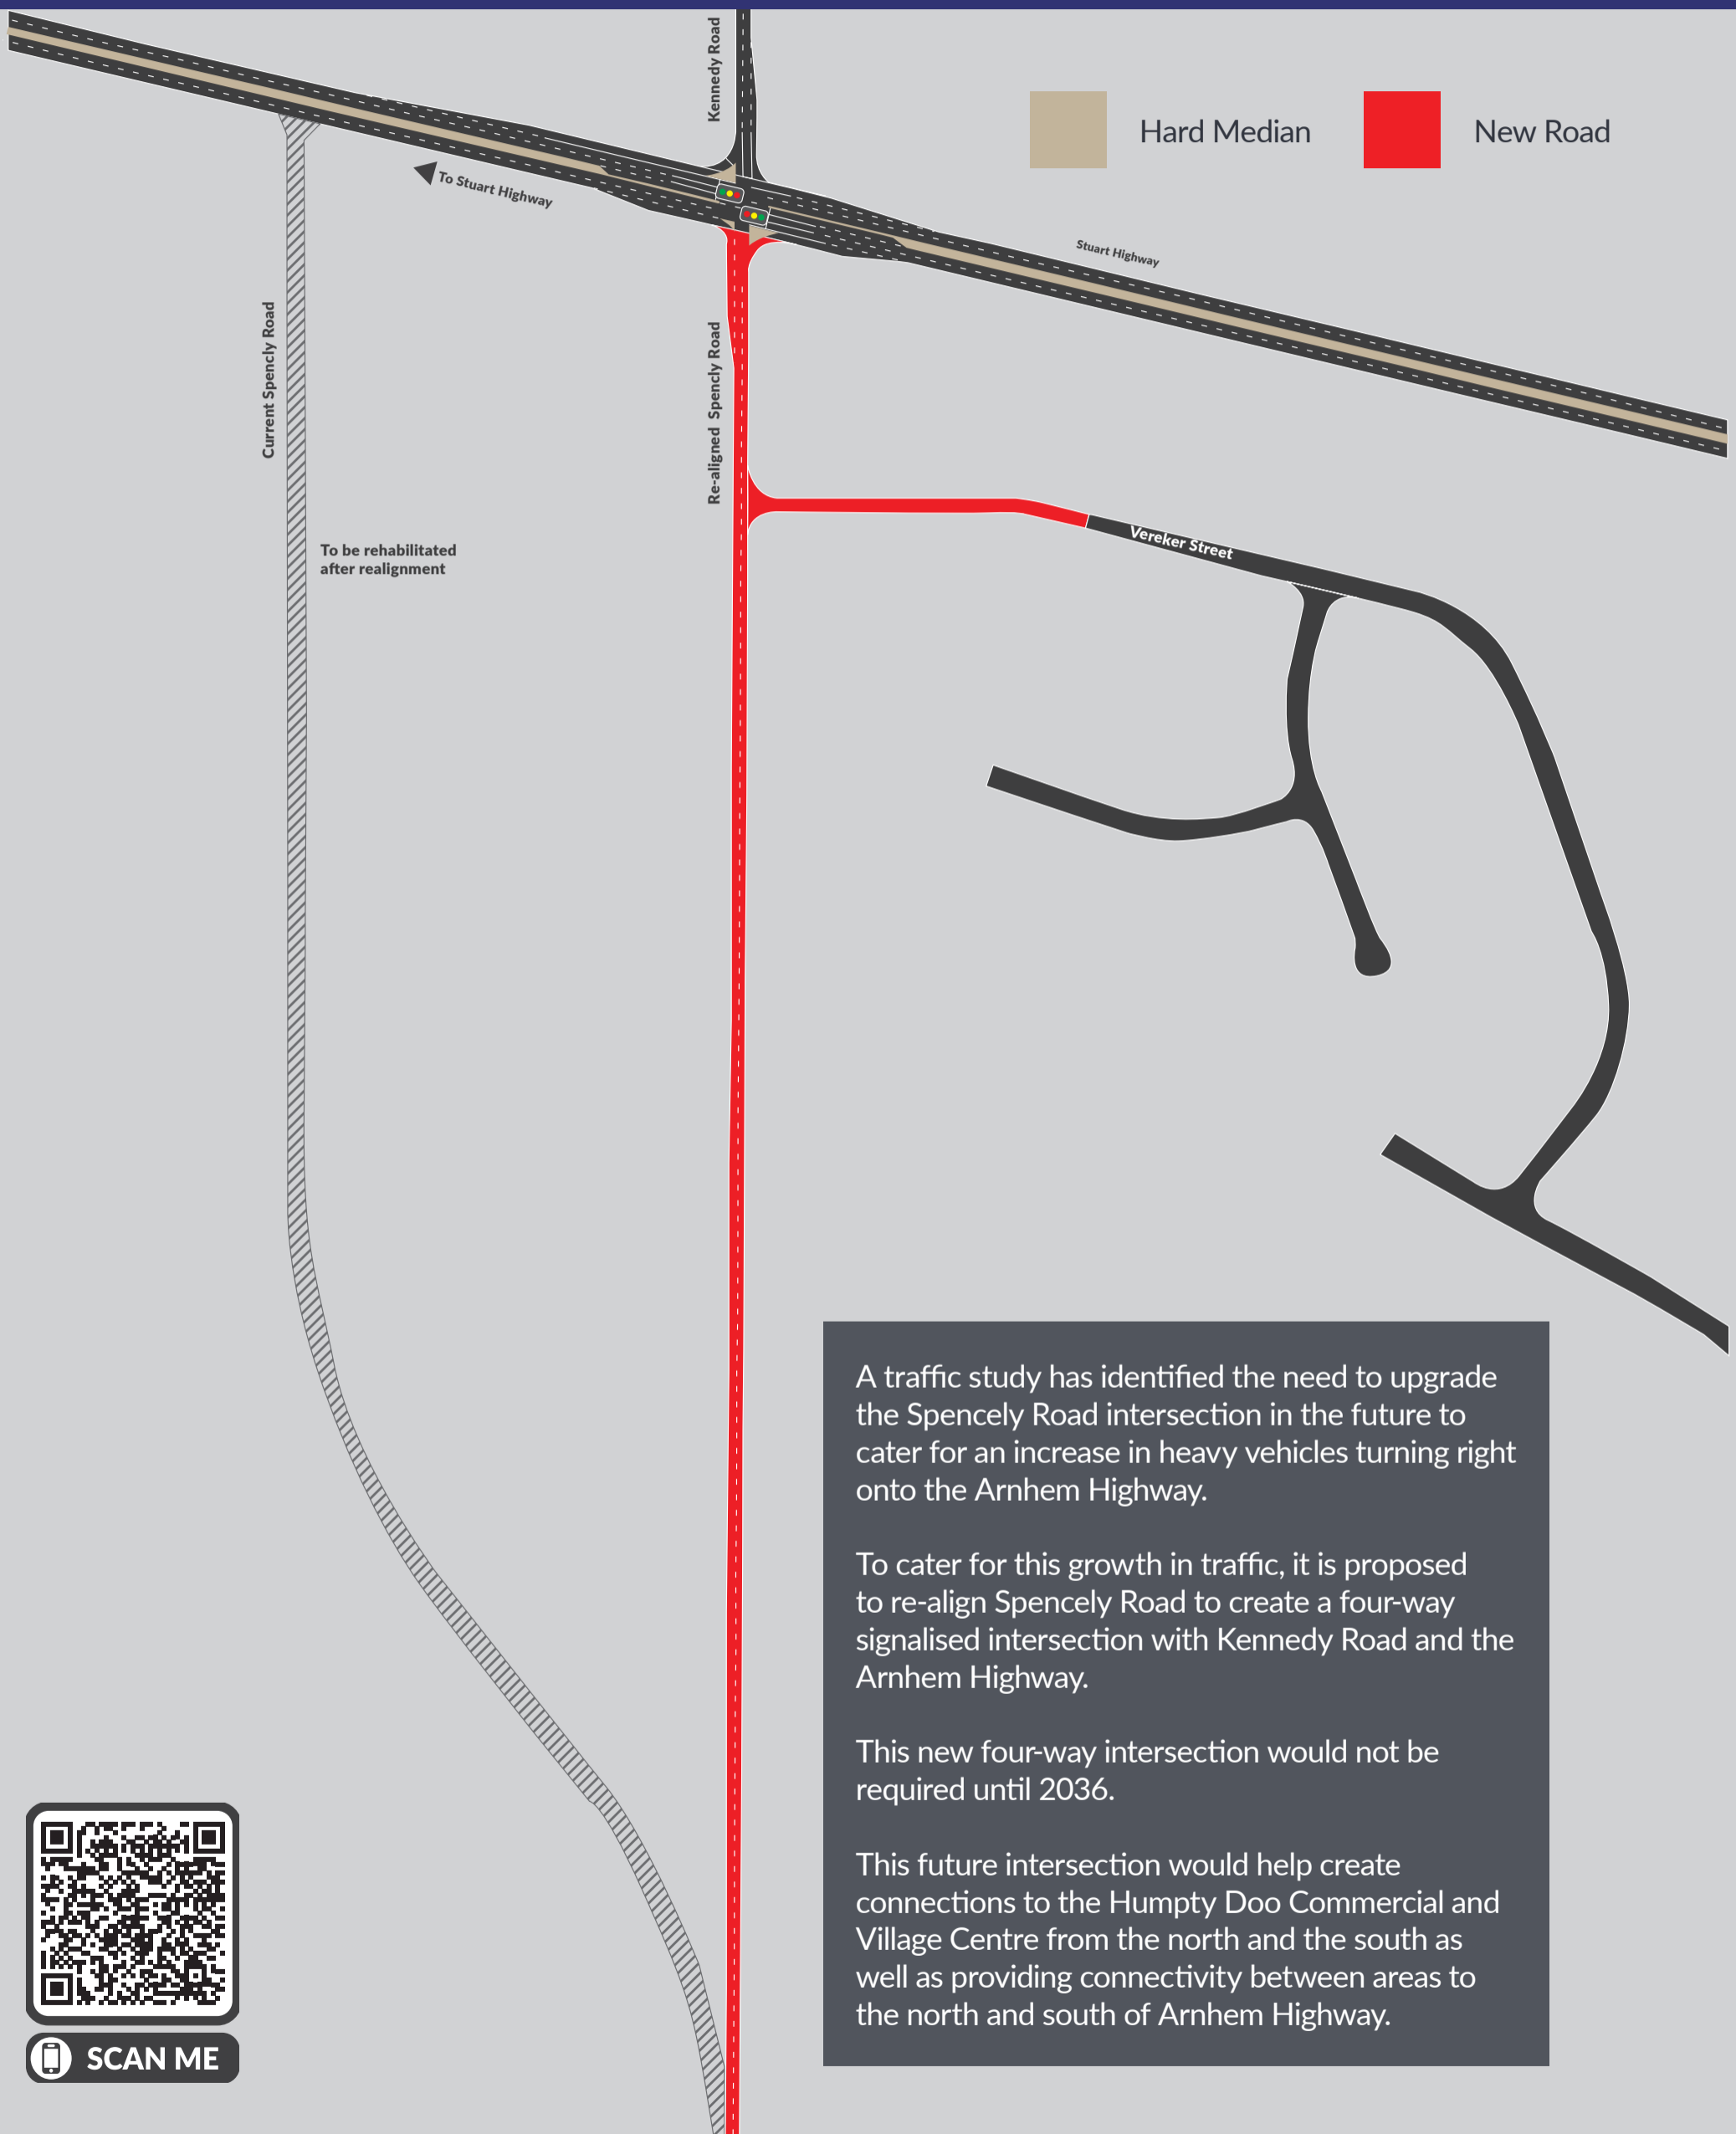 Kennedy Road
Hard Median
New Road
To Stuart Highway
Stuart Highway
Current Spencly Road
Re-aligned Spencly Road
Vereker Street
To be rehabilitated
after realignment
A traffic study has identified the need to upgrade
the Spencely Road intersection in the future to
cater for an increase in heavy vehicles turning right
onto the Arnhem Highway.
To cater for this growth in traffic, it is proposed
to re-align Spencely Road to create a four-way
signalised intersection with Kennedy Road and the
Arnhem Highway.
This new four-way intersection would not be
required until 2036.
This future intersection would help create
connections to the Humpty Doo Commercial and
Village Centre from the north and the south as
well as providing connectivity between areas to
the north and south of Arnhem Highway.
SCAN ME